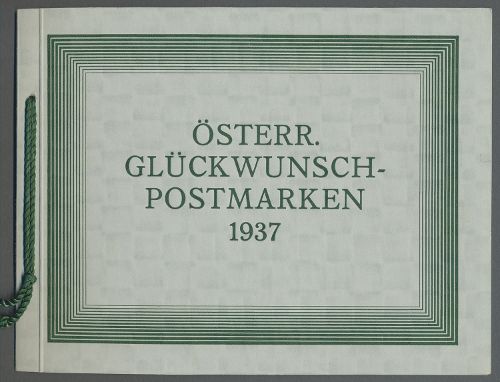 ÖSTERR.
GLÜCKWUNSCH-
POSTMARKEN
1937